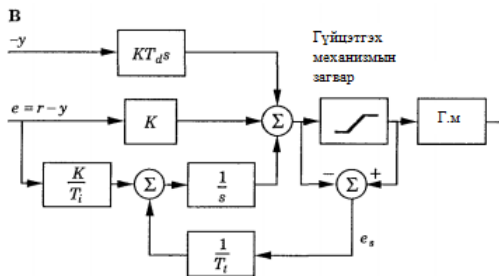 B
−y
KT_d s
Гүйцэтгэх
механизмын
загвар
e = r − y
K
Σ
Г.м
K
T_i
Σ
1
s
−
Σ
+
1
T_t
e_s